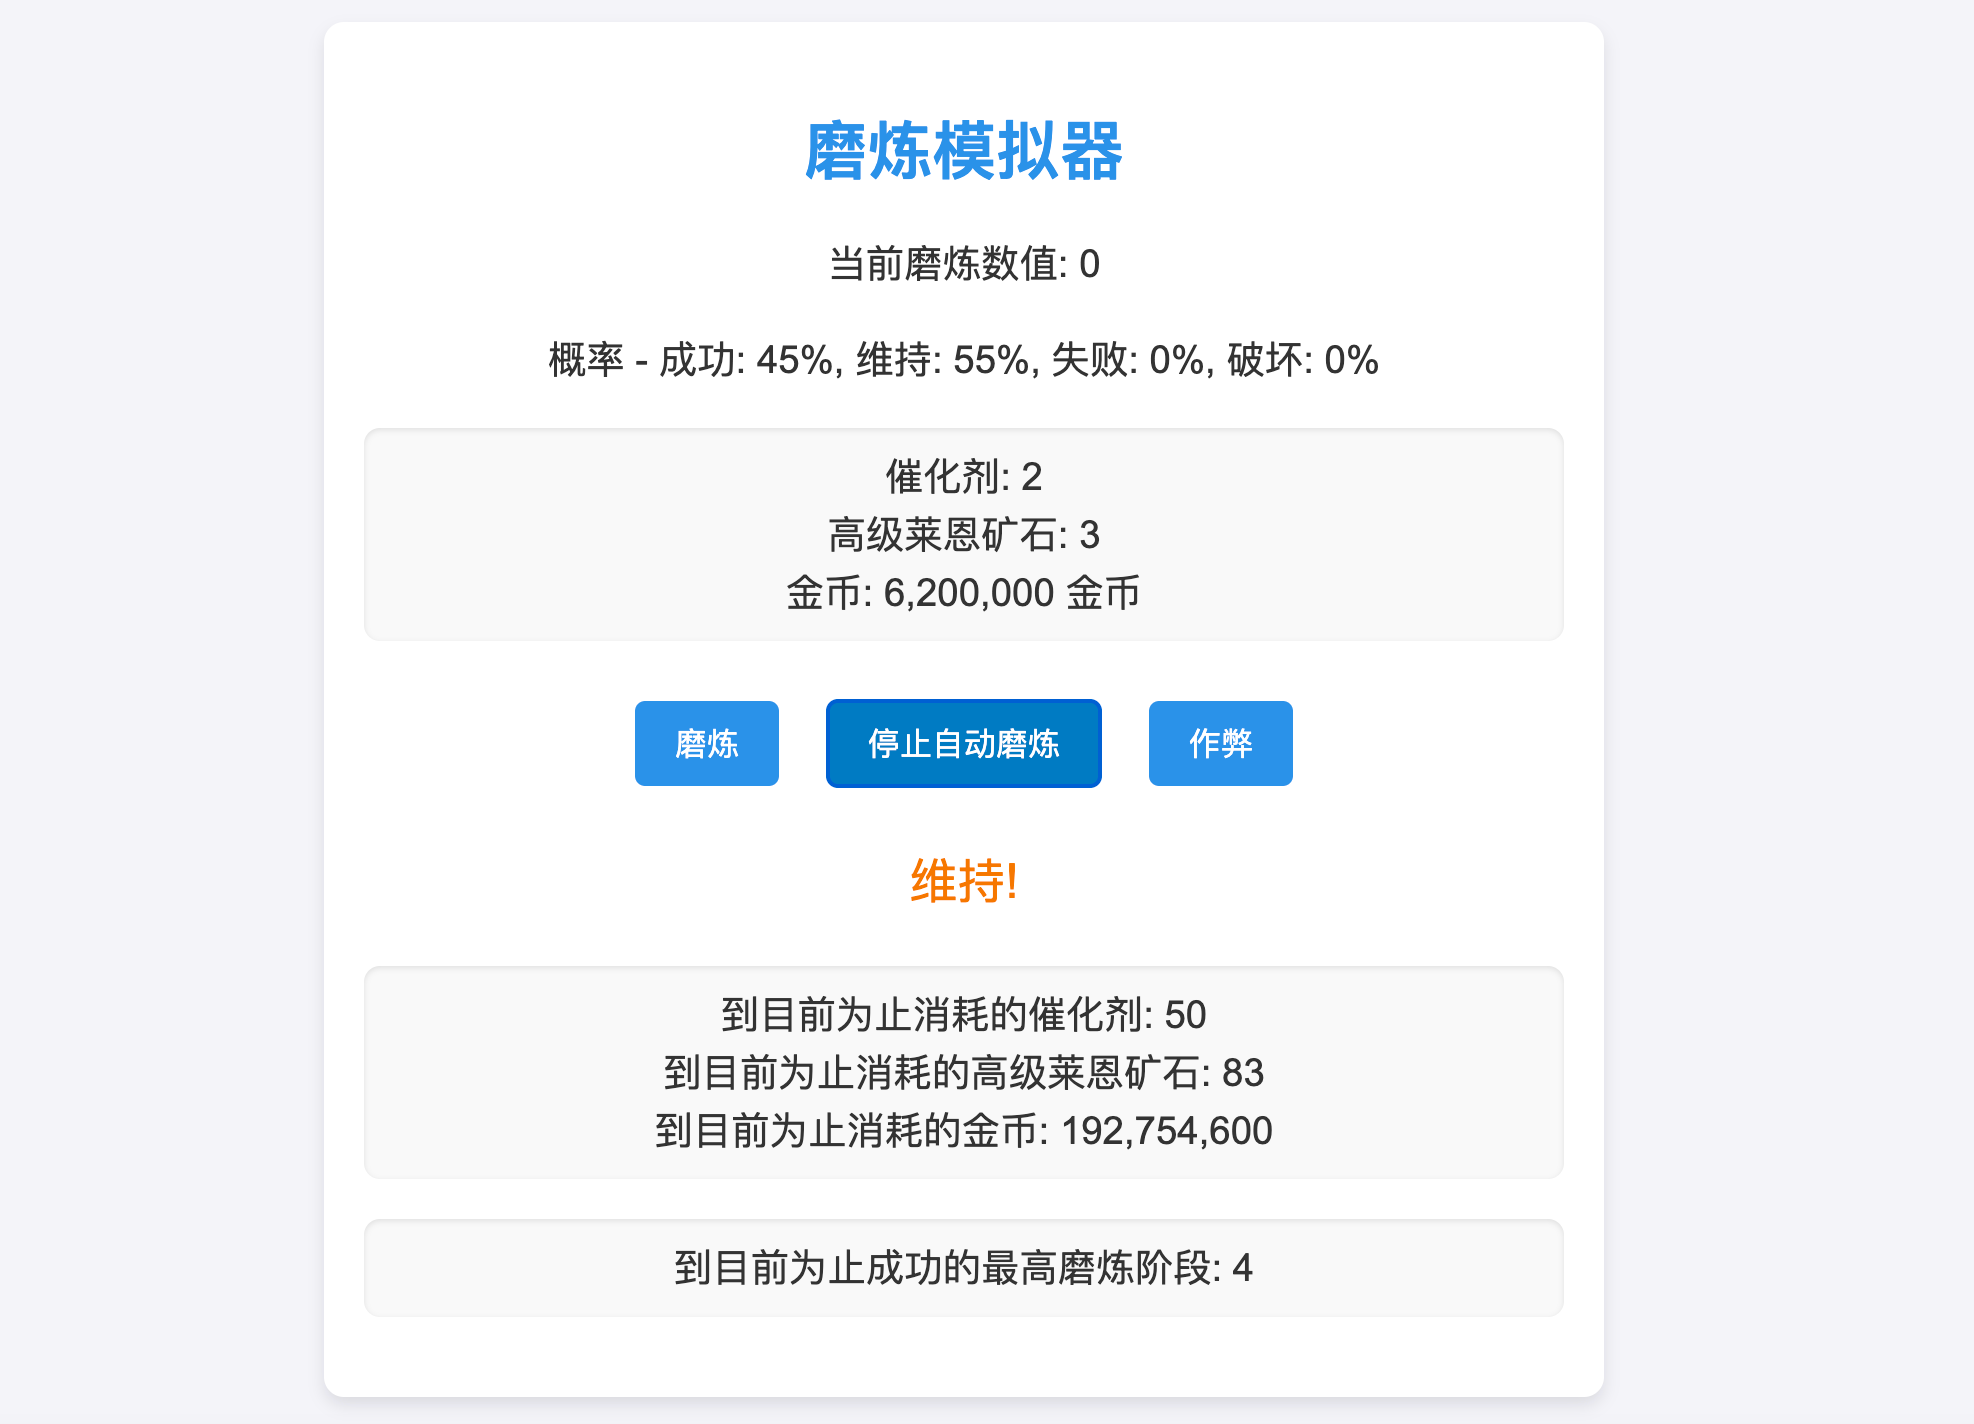 磨炼模拟器
当前磨炼数值: 0
概率 - 成功: 45%, 维持: 55%, 失败: 0%, 破坏: 0%
催化剂: 2
高级莱恩矿石: 3
金币: 6,200,000 金币
磨炼 停止自动磨炼 作弊
维持!
到目前为止消耗的催化剂: 50
到目前为止消耗的高级莱恩矿石: 83
到目前为止消耗的金币: 192,754,600
到目前为止成功的最高磨炼阶段: 4